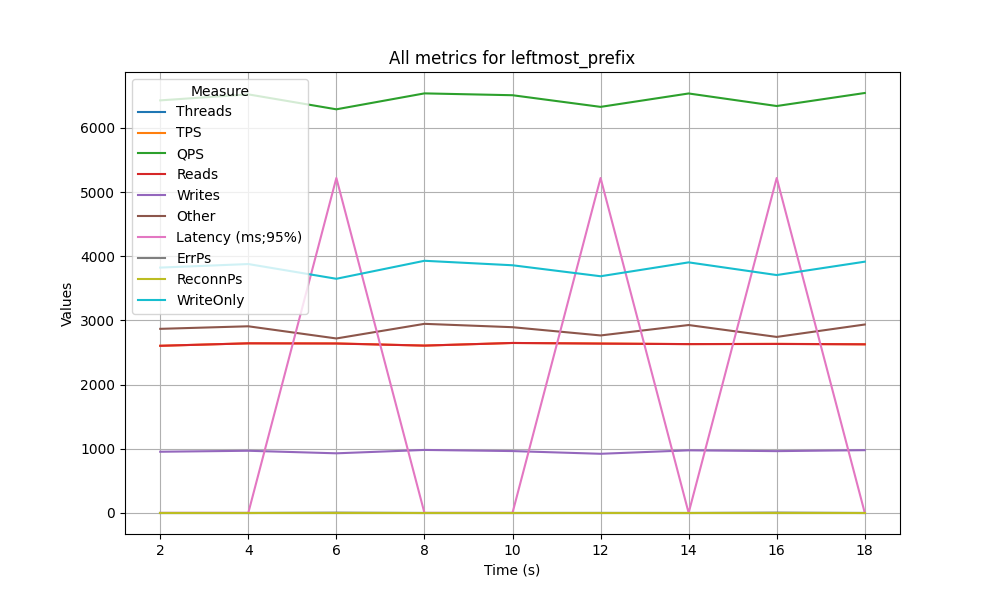 All metrics for leftmost_prefix
Measure
Threads
TPS
QPS
Reads
Writes
Other
Latency (ms;95%)
ErrPs
ReconnPs
WriteOnly
Values
6000
5000
4000
3000
2000
1000
0
2 4 6 8 10 12 14 16 18
Time (s)